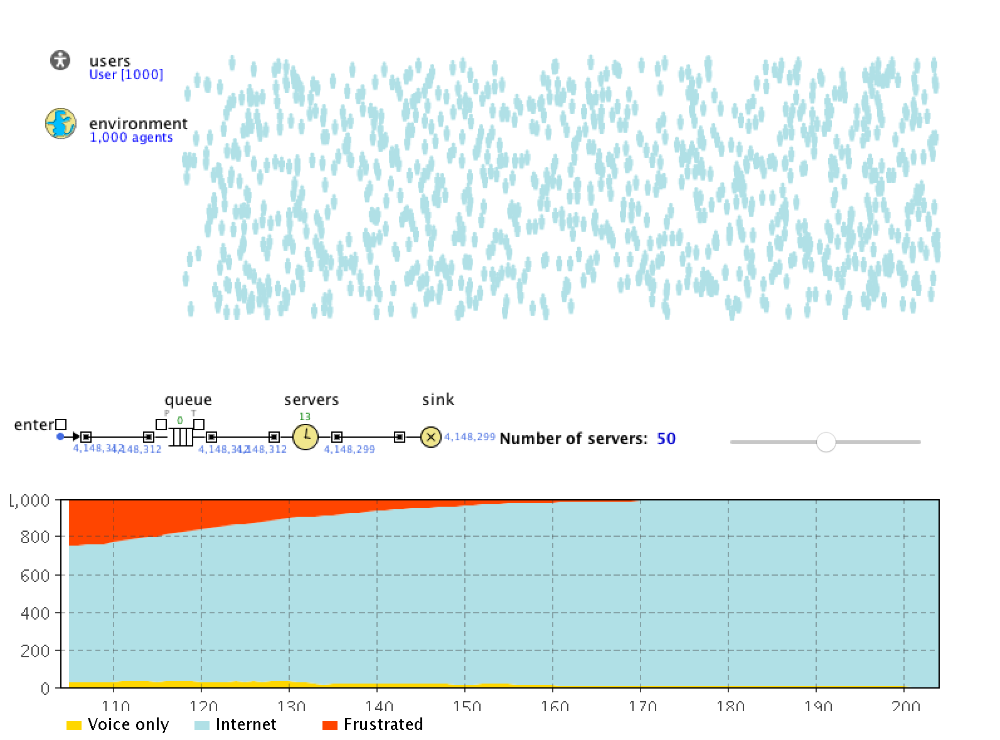 users
User [1000]
environment
1,000 agents
queue
servers
sink
P T
enter
0
13
4,148,312
4,148,312
4,148,312
4,148,312
4,148,299
4,148,299
Number of servers: 50
1,000
800
600
400
200
0
110 120 130 140 150 160 170 180 190 200
Voice only Internet Frustrated